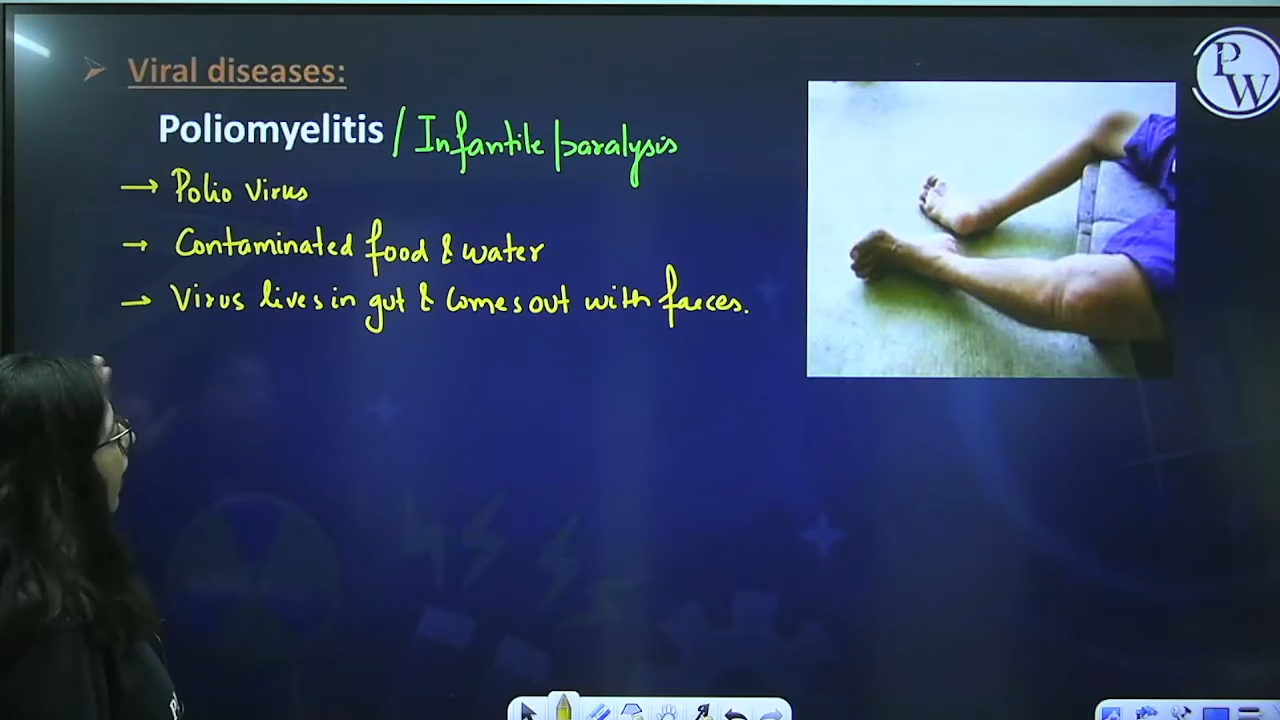 Viral diseases:
Poliomyelitis / Infantile paralysis
→ Polio Virus
→ Contaminated food & water
→ Virus lives in gut & comes out with faeces.
PW